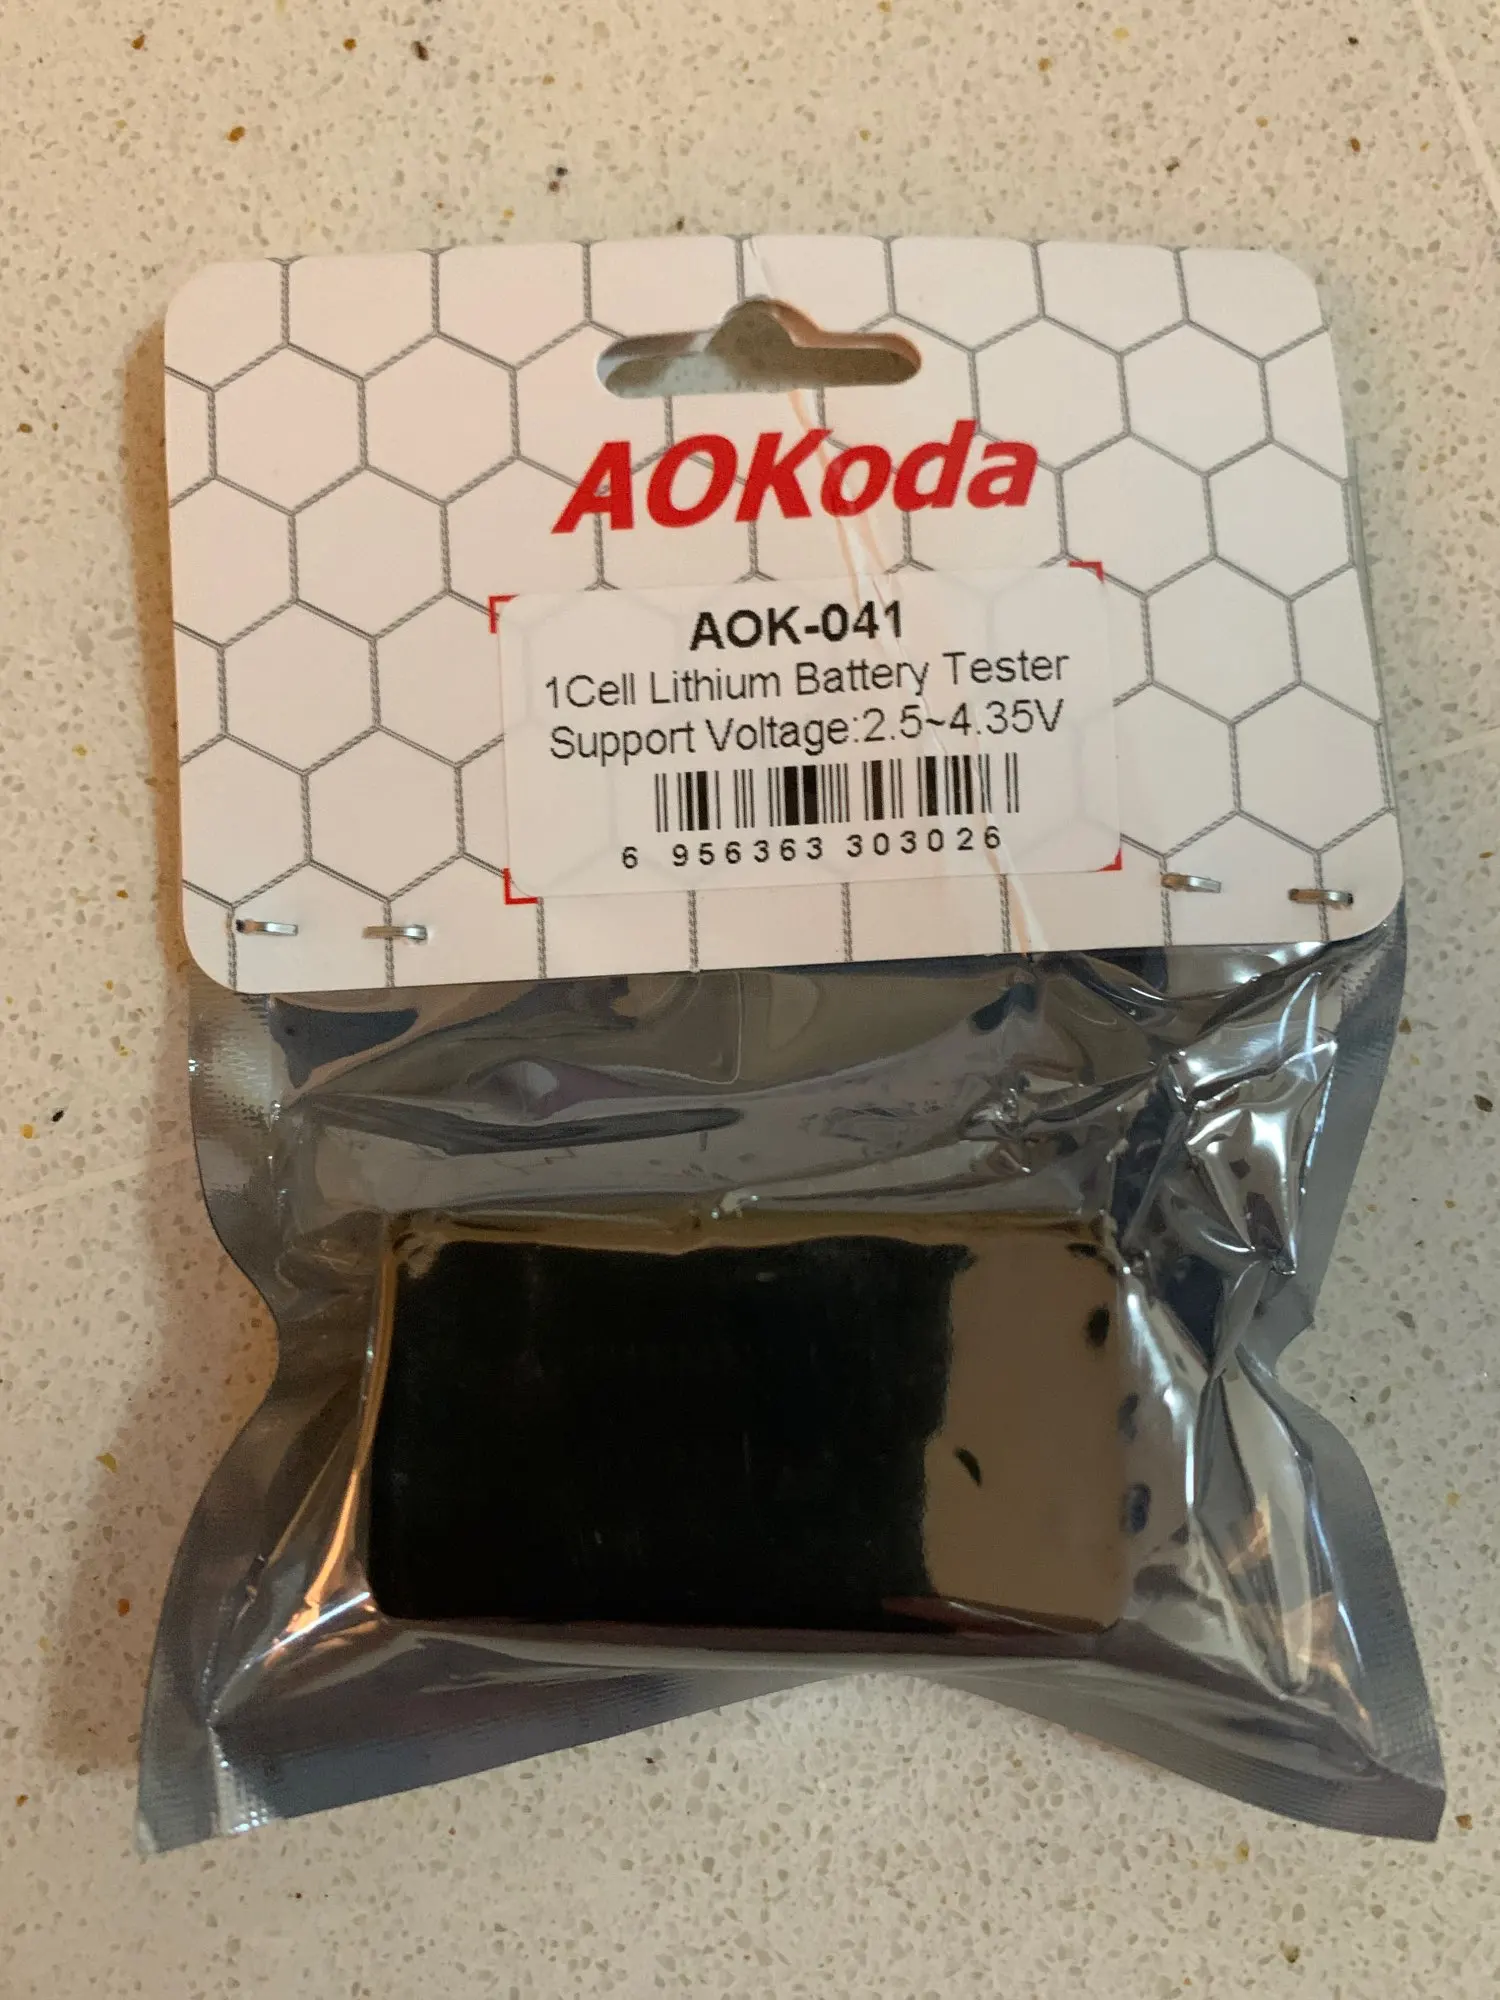 AOKoda
AOK-041
1Cell Lithium Battery Tester
Support Voltage:2.5~4.35V
6 956363 303026